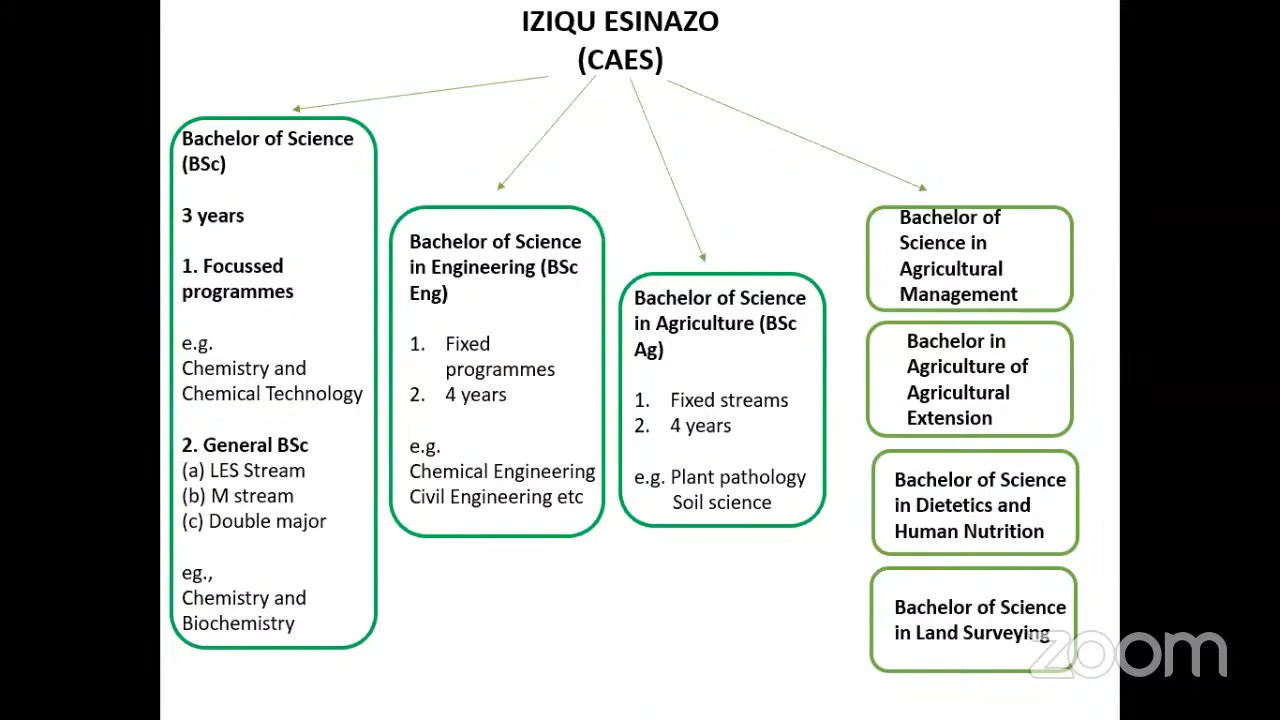 IZIQU ESINAZO
(CAES)
Bachelor of Science
(BSc)
3 years
1. Focussed
programmes
e.g.
Chemistry and
Chemical Technology
2. General BSc
(a) LES Stream
(b) M stream
(c) Double major
eg.,
Chemistry and
Biochemistry
Bachelor of Science
in Engineering (BSc
Eng)
1. Fixed
programmes
2. 4 years
e.g.
Chemical Engineering
Civil Engineering etc
Bachelor of Science
in Agriculture (BSc
Ag)
1. Fixed streams
2. 4 years
e.g. Plant pathology
Soil science
Bachelor of
Science in
Agricultural
Management
Bachelor in
Agriculture of
Agricultural
Extension
Bachelor of Science
in Dietetics and
Human Nutrition
Bachelor of Science
in Land Surveying
zoom